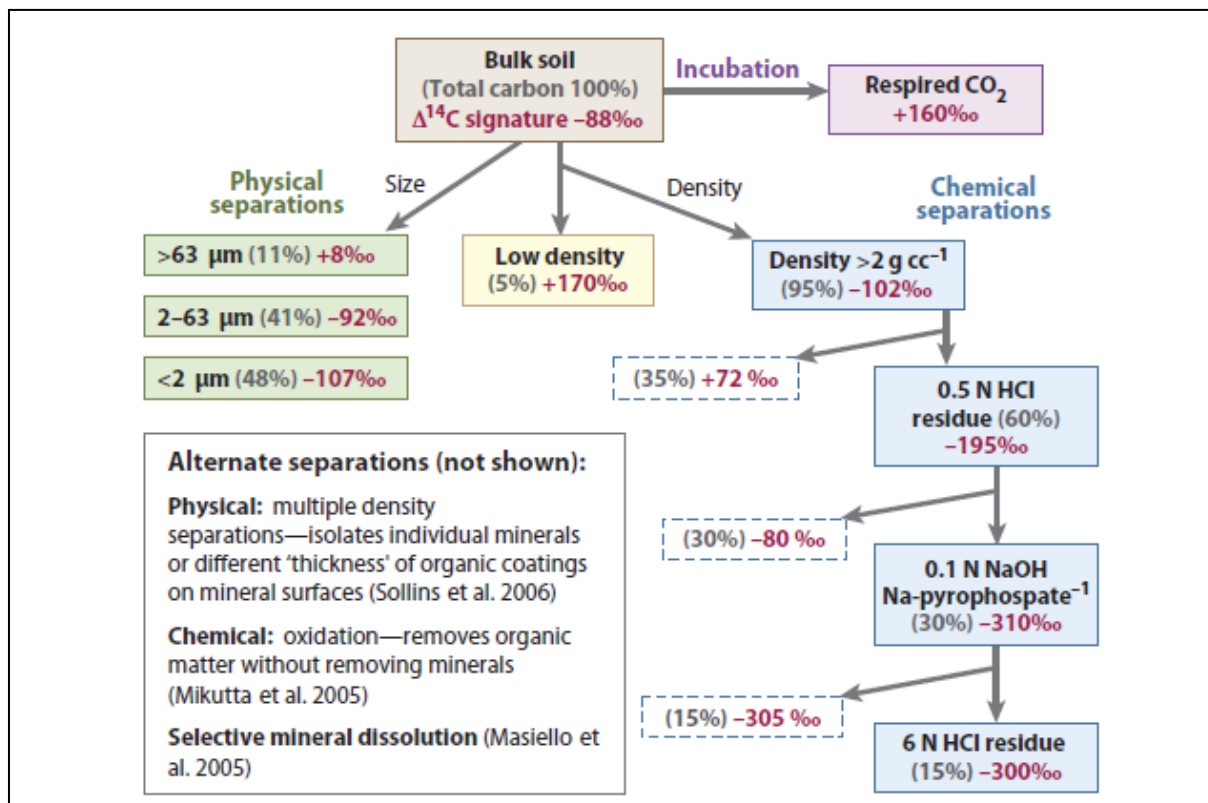 Bulk soil
(Total carbon 100%)
Δ¹⁴C signature –88‰
Incubation
Respired CO₂
+160‰
Physical
separations
Size
Density
Chemical
separations
>63 µm (11%) +8‰
2–63 µm (41%) –92‰
<2 µm (48%) –107‰
Low density
(5%) +170‰
Density >2 g cc⁻¹
(95%) –102‰
(35%) +72 ‰
0.5 N HCl
residue (60%)
–195‰
(30%) –80 ‰
0.1 N NaOH
Na-pyrophospate⁻¹
(30%) –310‰
(15%) –305 ‰
6 N HCl residue
(15%) –300‰
Alternate separations (not shown):
Physical: multiple density
separations—isolates individual minerals
or different 'thickness' of organic coatings
on mineral surfaces (Sollins et al. 2006)
Chemical: oxidation—removes organic
matter without removing minerals
(Mikutta et al. 2005)
Selective mineral dissolution (Masiello et
al. 2005)